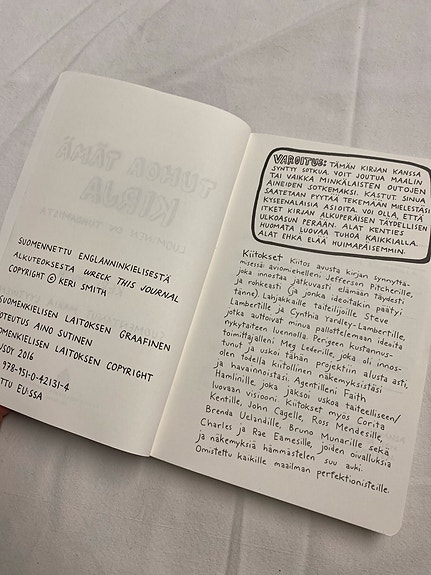 SUOMENNETTU ENGLANNINKIELISESTÄ
ALKUTEOKSESTA WRECK THIS JOURNAL
COPYRIGHT © KERI SMITH
SUOMENKIELISEN LAITOKSEN GRAAFINEN
TOTEUTUS AINO SUTINEN
OMENKIELISEN LAITOKSEN COPYRIGHT
USOY 2016
978-951-0-42131-4
TTU EU:SSA
VAROITUS: TÄMÄN KIRJAN KANSSA
SYNTYY SOTKUA. VOIT JOUTUA MAALIN
TAI VAIKKA MINKÄLAISTEN OUTOJEN
AINEIDEN SOTKEMAKSI. KASTUT. SINUA
SAATETAAN PYYTÄÄ TEKEMÄÄN MIELESTÄSI
KYSEENALAISIA ASIOITA. VOI OLLA, ETTÄ
ITKET KIRJAN ALKUPERÄISEN TÄYDELLISEN
ULKOASUN PERÄÄN. ALAT KENTIES
HUOMATA LUOVAA TUHOA KAIKKIALLA.
ALAT EHKÄ ELÄÄ HUIMAPÄISEMMIN.
Kiitokset Kiitos avusta kirjan synnyttä-
misessä: aviomiehelleni Jefferson Pitcherille,
joka innostaa jatkuvasti elämään täydesti
ja rohkeasti (ja jonka ideoitakin päätyi
tänne). Lahjakkaille taiteilijoille Steve
Lambertille ja Cynthia Yardley-Lambertille,
jotka auttoivat minua pallottelemaan ideoita
nykytaiteen luennolla. Perigeen kustannus-
toimittajalleni Meg Lederille, joka oli innos-
tunut ja uskoi tähän projektiin alusta asti,
olen todella kiitollinen näkemyksistäsi
ja havainnoistasi. Agentilleni Faith
Hamlinille, joka jaksoi uskoa taiteelliseen/
luovaan visiooni. Kiitokset myös Corita
Kentille, John Cagelle, Ross Mendesille,
Brenda Uelandille, Bruno Munarille sekä
Charles ja Rae Eamesille, joiden oivalluksia
ja näkemyksiä hämmästelen suu auki.
Omistettu kaikille maailman perfektionisteille.